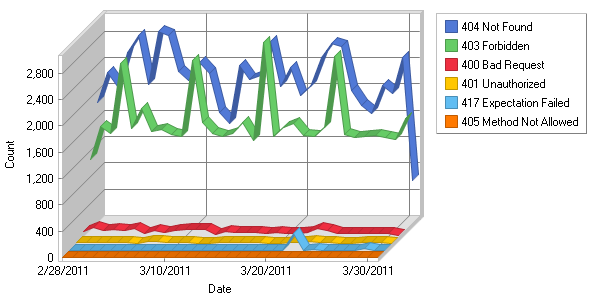 404 Not Found
403 Forbidden
400 Bad Request
401 Unauthorized
417 Expectation Failed
405 Method Not Allowed
2,800
2,400
2,000
1,600
1,200
800
400
0
Count
2/28/2011 3/10/2011 3/20/2011 3/30/2011
Date